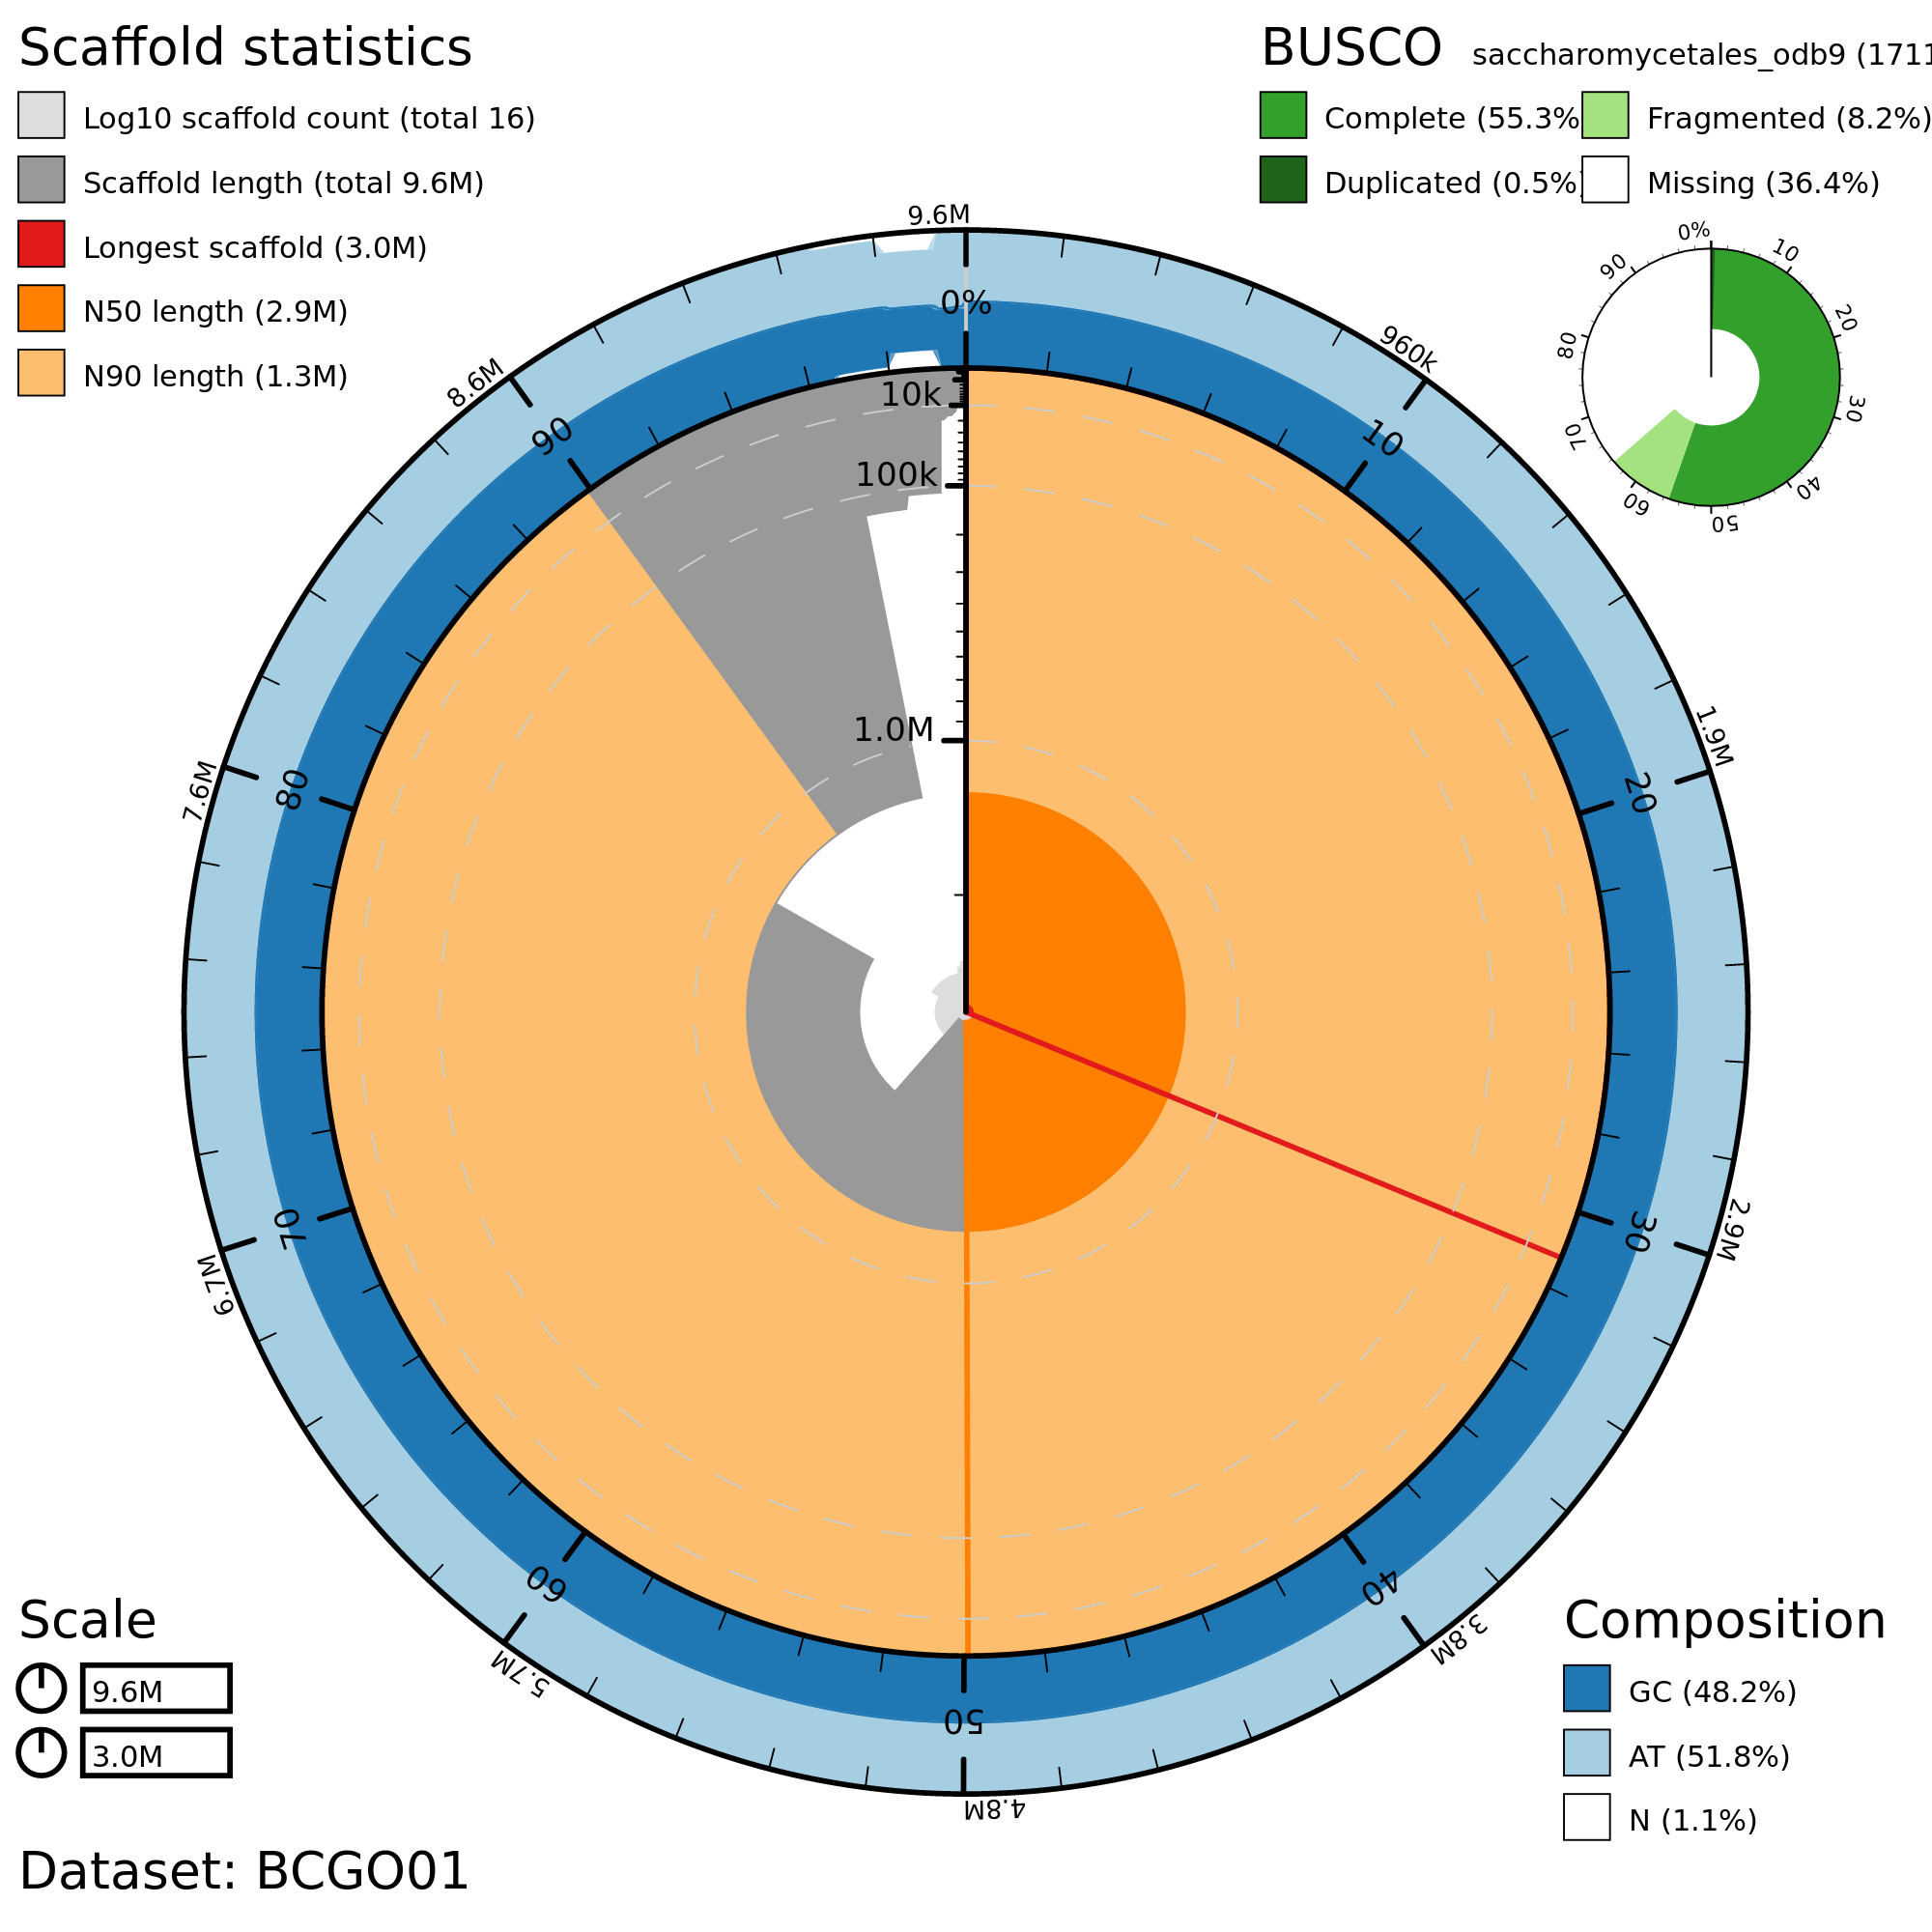 Scaffold statistics
Log10 scaffold count (total 16)
Scaffold length (total 9.6M)
Longest scaffold (3.0M)
N50 length (2.9M)
N90 length (1.3M)
BUSCO saccharomycetales_odb9 (1711
Complete (55.3%
Fragmented (8.2%)
Duplicated (0.5%)
Missing (36.4%)
0%
10
20
30
40
50
60
70
80
90
9.6M
960k
1.9M
2.9M
3.8M
4.8M
5.7M
6.7M
7.6M
8.6M
0%
10
20
30
40
50
60
70
80
90
10k
100k
1.0M
Scale
9.6M
3.0M
Composition
GC (48.2%)
AT (51.8%)
N (1.1%)
Dataset: BCGO01